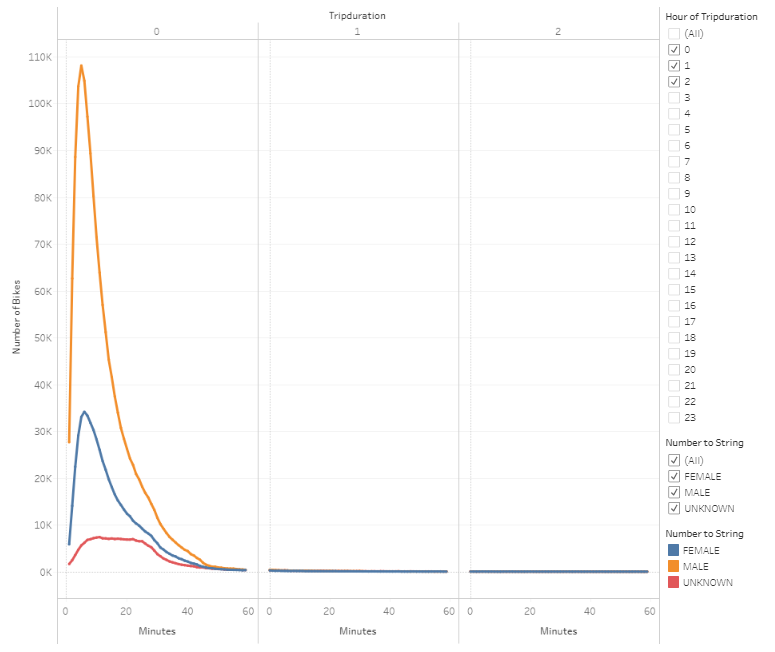 Tripduration
0 1 2
110K
100K
90K
80K
70K
60K
50K
40K
30K
20K
10K
0K
Number of Bikes
0 20 40 60 0 20 40 60 0 20 40 60
Minutes Minutes Minutes
Hour of Tripduration
(All)
0
1
2
3
4
5
6
7
8
9
10
11
12
13
14
15
16
17
18
19
20
21
22
23
Number to String
(All)
FEMALE
MALE
UNKNOWN
Number to String
FEMALE
MALE
UNKNOWN